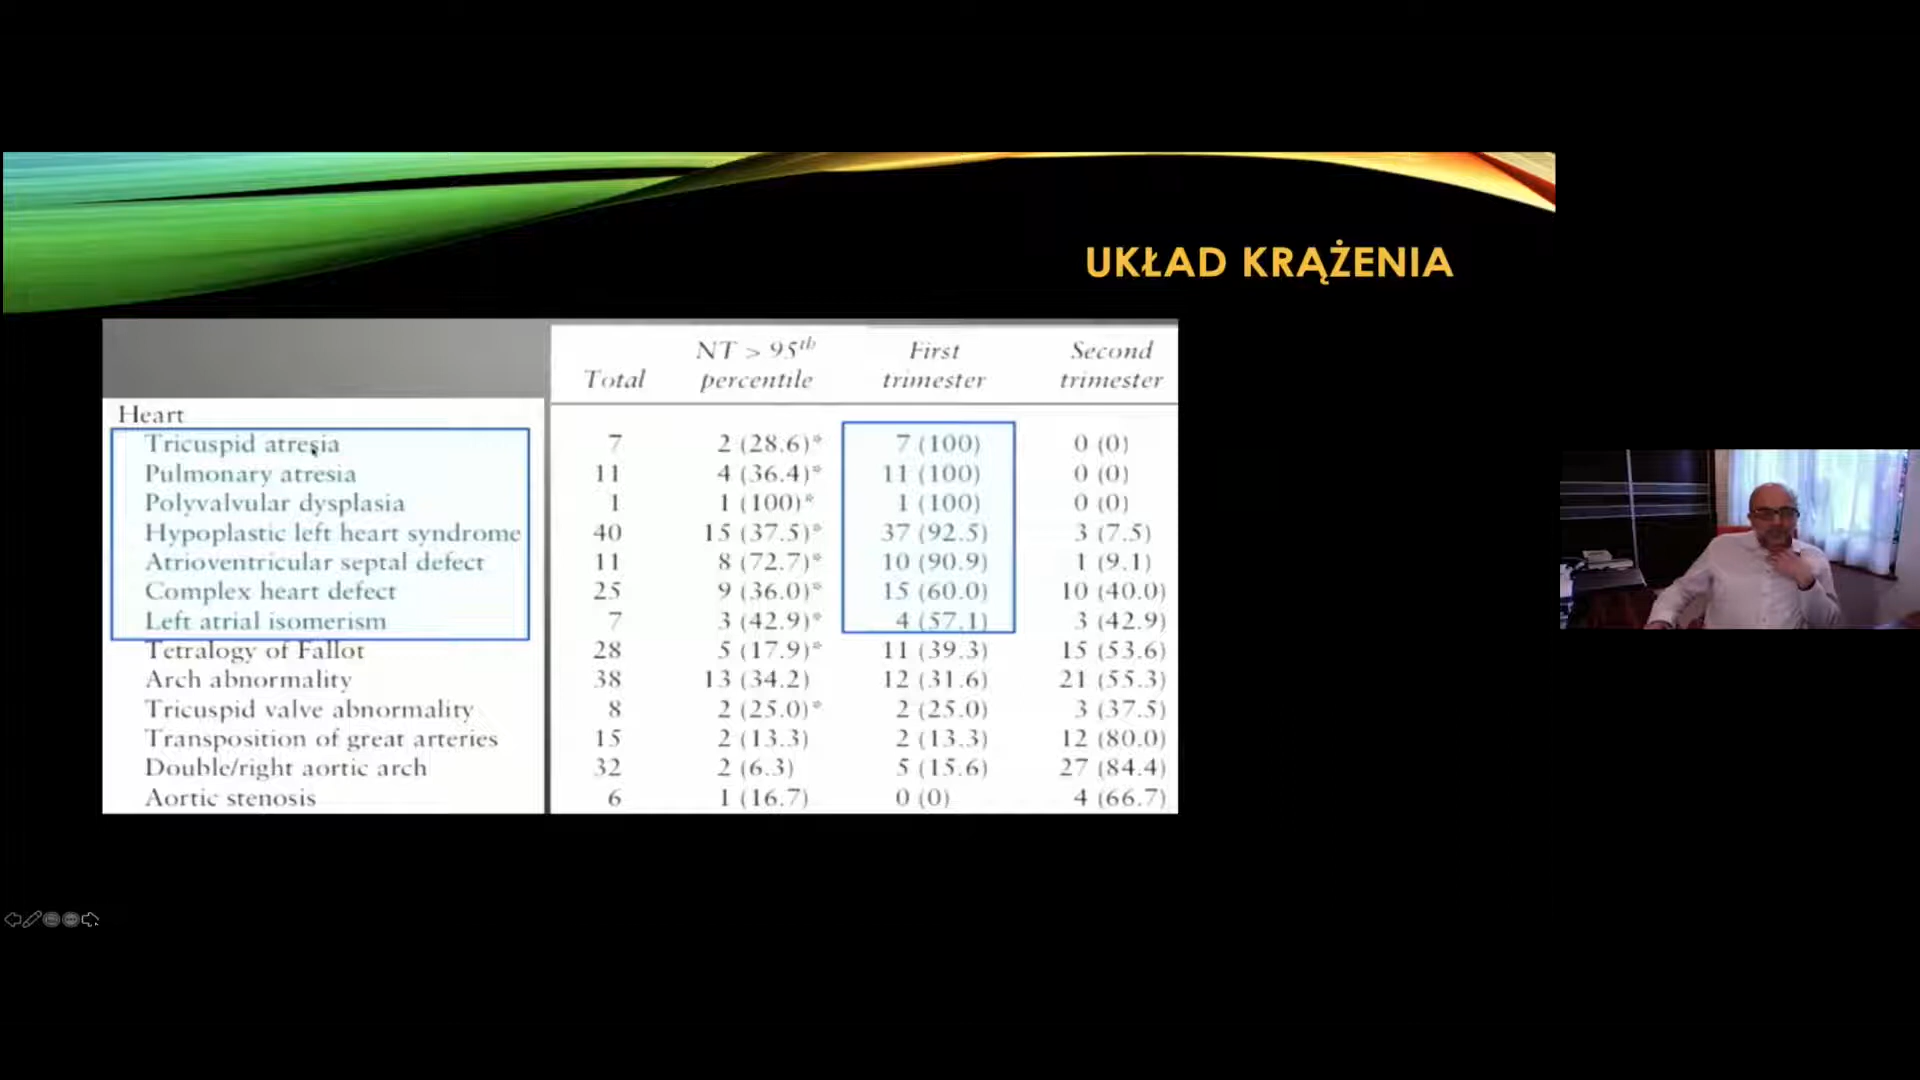 UKŁAD KRĄŻENIA
Total NT > 95th percentile First trimester Second trimester
Heart
Tricuspid atresia 7 2 (28.6)* 7 (100) 0 (0)
Pulmonary atresia 11 4 (36.4)* 11 (100) 0 (0)
Polyvalvular dysplasia 1 1 (100)* 1 (100) 0 (0)
Hypoplastic left heart syndrome 40 15 (37.5)* 37 (92.5) 3 (7.5)
Atrioventricular septal defect 11 8 (72.7)* 10 (90.9) 1 (9.1)
Complex heart defect 25 9 (36.0)* 15 (60.0) 10 (40.0)
Left atrial isomerism 7 3 (42.9)* 4 (57.1) 3 (42.9)
Tetralogy of Fallot 28 5 (17.9)* 11 (39.3) 15 (53.6)
Arch abnormality 38 13 (34.2) 12 (31.6) 21 (55.3)
Tricuspid valve abnormality 8 2 (25.0)* 2 (25.0) 3 (37.5)
Transposition of great arteries 15 2 (13.3) 2 (13.3) 12 (80.0)
Double/right aortic arch 32 2 (6.3) 5 (15.6) 27 (84.4)
Aortic stenosis 6 1 (16.7) 0 (0) 4 (66.7)